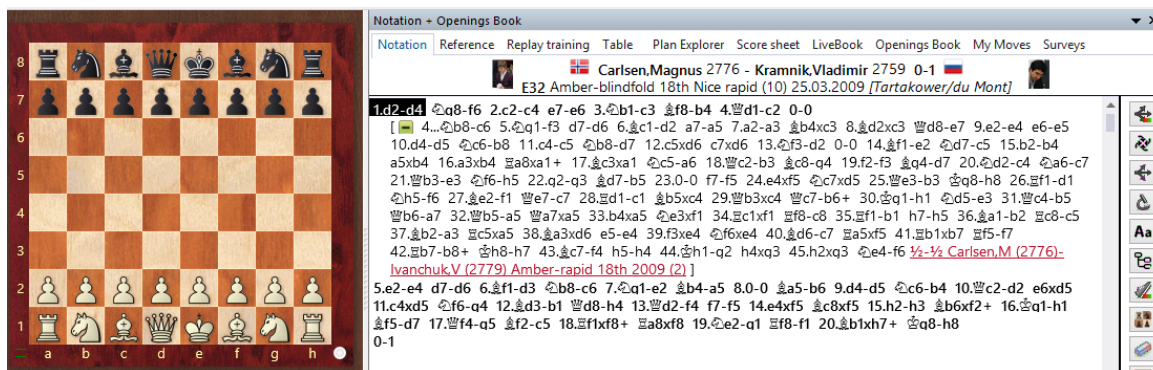 Notation + Openings Book
Notation Reference Replay training Table Plan Explorer Score sheet LiveBook Openings Book My Moves Surveys
Carlsen,Magnus 2776 - Kramnik,Vladimir 2759 0-1
E32 Amber-blindfold 18th Nice rapid (10) 25.03.2009 [Tartakower/du Mont]
1.d2-d4 ♘g8-f6 2.c2-c4 e7-e6 3.♘b1-c3 ♗f8-b4 4.♕d1-c2 0-0
[ 4...♘b8-c6 5.♘g1-f3 d7-d6 6.♗c1-d2 a7-a5 7.a2-a3 ♗b4xc3 8.♗d2xc3 ♕d8-e7 9.e2-e4 e6-e5
10.d4-d5 ♘c6-b8 11.c4-c5 ♘b8-d7 12.c5xd6 c7xd6 13.♘f3-d2 0-0 14.♗f1-e2 ♘d7-c5 15.b2-b4
a5xb4 16.a3xb4 ♖a8xa1+ 17.♗c3xa1 ♘c5-a6 18.♕c2-b3 ♗c8-g4 19.f2-f3 ♗g4-d7 20.♘d2-c4 ♘a6-c7
21.♕b3-e3 ♘f6-h5 22.g2-g3 ♗d7-b5 23.0-0 f7-f5 24.e4xf5 ♘c7xd5 25.♕e3-b3 ♔g8-h8 26.♖f1-d1
♘h5-f6 27.♗e2-f1 ♕e7-c7 28.♖d1-c1 ♗b5xc4 29.♕b3xc4 ♕c7-b6+ 30.♔g1-h1 ♘d5-e3 31.♕c4-b5
♕b6-a7 32.♕b5-a5 ♕a7xa5 33.b4xa5 ♘e3xf1 34.♖c1xf1 ♖f8-c8 35.♖f1-b1 h7-h5 36.♗a1-b2 ♖c8-c5
37.♗b2-a3 ♖c5xa5 38.♗a3xd6 e5-e4 39.f3xe4 ♘f6xe4 40.♗d6-c7 ♖a5xf5 41.♖b1xb7 ♖f5-f7
42.♖b7-b8+ ♔h8-h7 43.♗c7-f4 h5-h4 44.♔h1-g2 h4xg3 45.h2xg3 ♘e4-f6 ½-½ Carlsen,M (2776)-
Ivanchuk,V (2779) Amber-rapid 18th 2009 (2) ]
5.e2-e4 d7-d6 6.♗f1-d3 ♘b8-c6 7.♘g1-e2 ♗b4-a5 8.0-0 ♗a5-b6 9.d4-d5 ♘c6-b4 10.♕c2-d2 e6xd5
11.c4xd5 ♘f6-g4 12.♗d3-b1 ♕d8-h4 13.♕d2-f4 f7-f5 14.e4xf5 ♗c8xf5 15.h2-h3 ♗b6xf2+ 16.♔g1-h1
♗f5-d7 17.♕f4-g5 ♗f2-c5 18.♖f1xf8+ ♖a8xf8 19.♘e2-g1 ♖f8-f1 20.♗b1xh7+ ♔g8-h8
0-1
8
7
6
5
4
3
2
1
a b c d e f g h
Aa